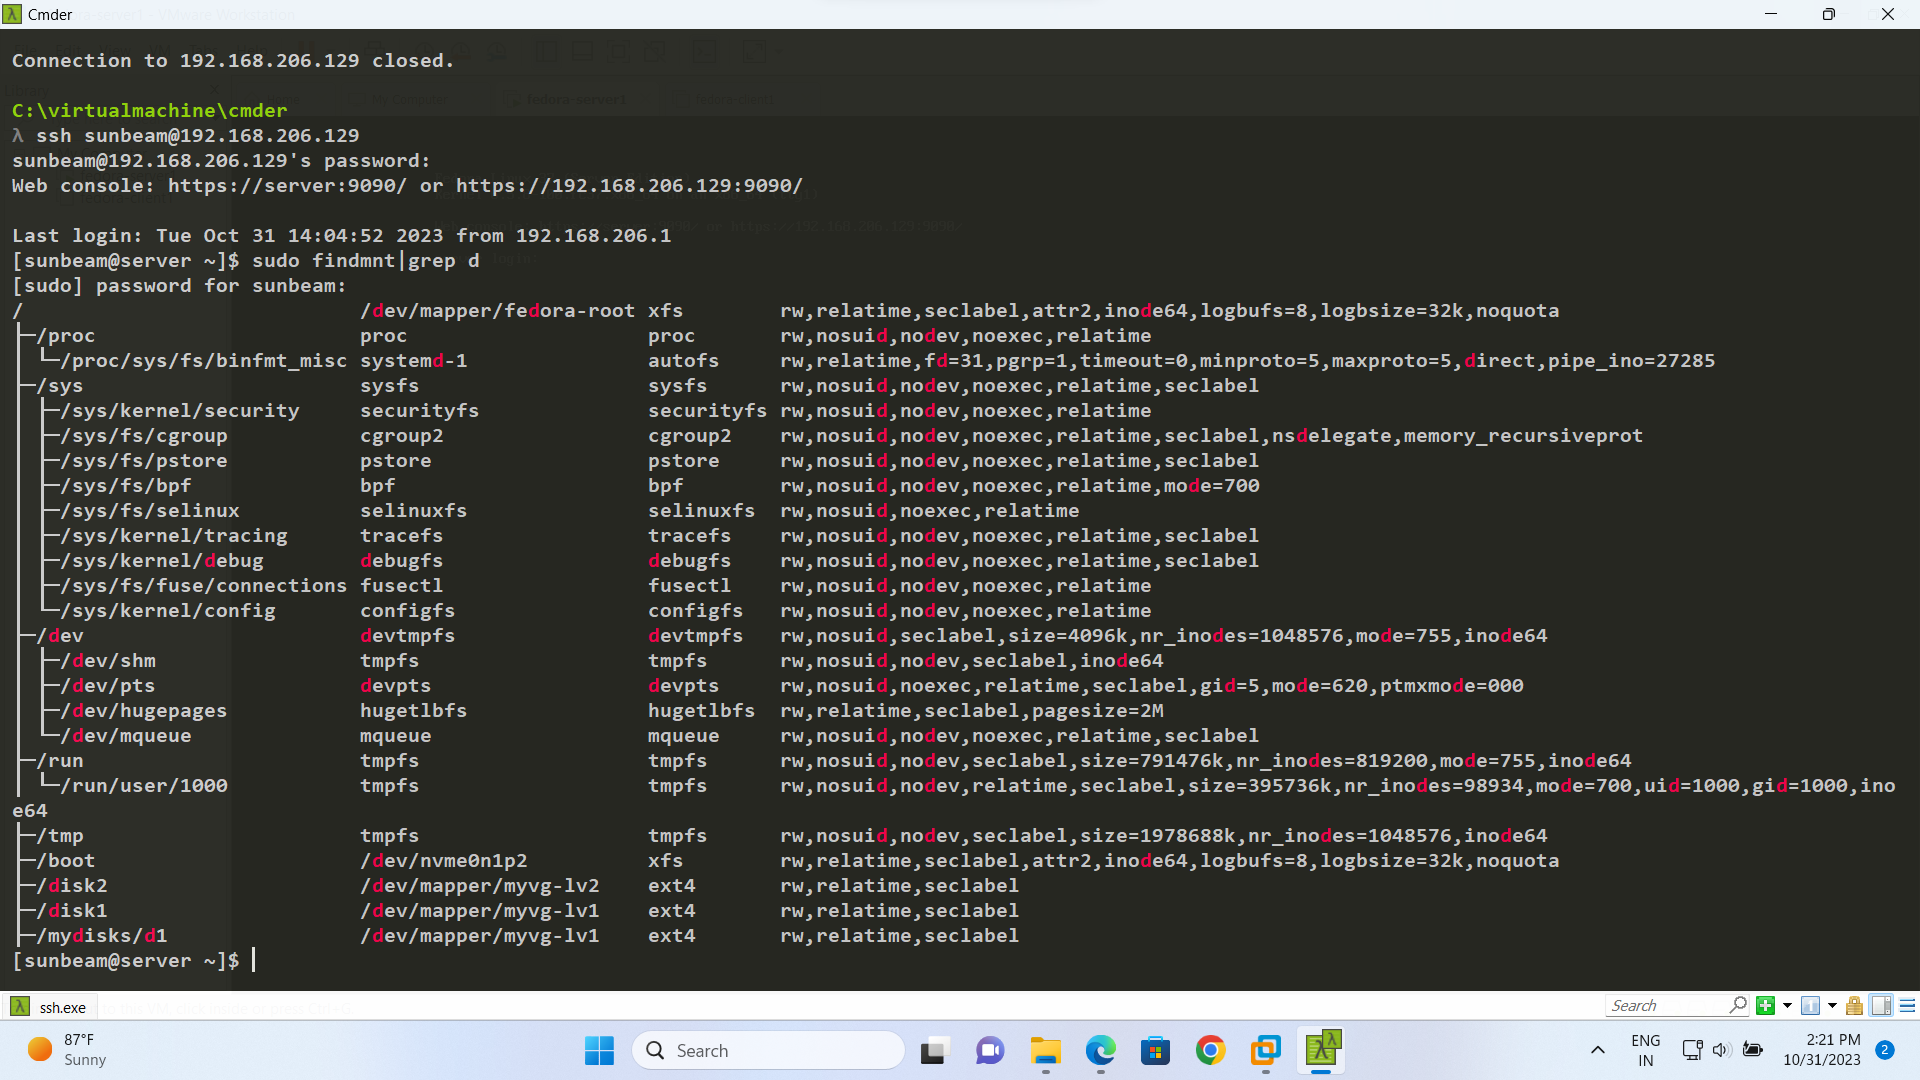 Cmder
Connection to 192.168.206.129 closed.
C:\virtualmachine\cmder
λ ssh sunbeam@192.168.206.129
sunbeam@192.168.206.129's password:
Web console: https://server:9090/ or https://192.168.206.129:9090/
Last login: Tue Oct 31 14:04:52 2023 from 192.168.206.1
[sunbeam@server ~]$ sudo findmnt|grep d
[sudo] password for sunbeam:
/                            /dev/mapper/fedora-root xfs        rw,relatime,seclabel,attr2,inode64,logbufs=8,logbsize=32k,noquota
├─/proc                      proc                    proc       rw,nosuid,nodev,noexec,relatime
│ └─/proc/sys/fs/binfmt_misc systemd-1               autofs     rw,relatime,fd=31,pgrp=1,timeout=0,minproto=5,maxproto=5,direct,pipe_ino=27285
├─/sys                       sysfs                   sysfs      rw,nosuid,nodev,noexec,relatime,seclabel
│ ├─/sys/kernel/security     securityfs              securityfs rw,nosuid,nodev,noexec,relatime
│ ├─/sys/fs/cgroup           cgroup2                 cgroup2    rw,nosuid,nodev,noexec,relatime,seclabel,nsdelegate,memory_recursiveprot
│ ├─/sys/fs/pstore           pstore                  pstore     rw,nosuid,nodev,noexec,relatime,seclabel
│ ├─/sys/fs/bpf              bpf                     bpf        rw,nosuid,nodev,noexec,relatime,mode=700
│ ├─/sys/fs/selinux          selinuxfs               selinuxfs  rw,nosuid,noexec,relatime
│ ├─/sys/kernel/tracing      tracefs                 tracefs    rw,nosuid,nodev,noexec,relatime,seclabel
│ ├─/sys/kernel/debug        debugfs                 debugfs    rw,nosuid,nodev,noexec,relatime,seclabel
│ ├─/sys/fs/fuse/connections fusectl                 fusectl    rw,nosuid,nodev,noexec,relatime
│ └─/sys/kernel/config       configfs                configfs   rw,nosuid,nodev,noexec,relatime
├─/dev                       devtmpfs                devtmpfs   rw,nosuid,seclabel,size=4096k,nr_inodes=1048576,mode=755,inode64
│ ├─/dev/shm                 tmpfs                   tmpfs      rw,nosuid,nodev,seclabel,inode64
│ ├─/dev/pts                 devpts                  devpts     rw,nosuid,noexec,relatime,seclabel,gid=5,mode=620,ptmxmode=000
│ ├─/dev/hugepages           hugetlbfs               hugetlbfs  rw,relatime,seclabel,pagesize=2M
│ └─/dev/mqueue              mqueue                  mqueue     rw,nosuid,nodev,noexec,relatime,seclabel
├─/run                       tmpfs                   tmpfs      rw,nosuid,nodev,seclabel,size=791476k,nr_inodes=819200,mode=755,inode64
│ └─/run/user/1000           tmpfs                   tmpfs      rw,nosuid,nodev,relatime,seclabel,size=395736k,nr_inodes=98934,mode=700,uid=1000,gid=1000,ino
e64
├─/tmp                       tmpfs                   tmpfs      rw,nosuid,nodev,seclabel,size=1978688k,nr_inodes=1048576,inode64
├─/boot                      /dev/nvme0n1p2          xfs        rw,relatime,seclabel,attr2,inode64,logbufs=8,logbsize=32k,noquota
├─/disk2                     /dev/mapper/myvg-lv2    ext4       rw,relatime,seclabel
├─/disk1                     /dev/mapper/myvg-lv1    ext4       rw,relatime,seclabel
├─/mydisks/d1                /dev/mapper/myvg-lv1    ext4       rw,relatime,seclabel
[sunbeam@server ~]$
ssh.exe
Search
87°F
Sunny
Search
ENG
IN
2:21 PM
10/31/2023
2